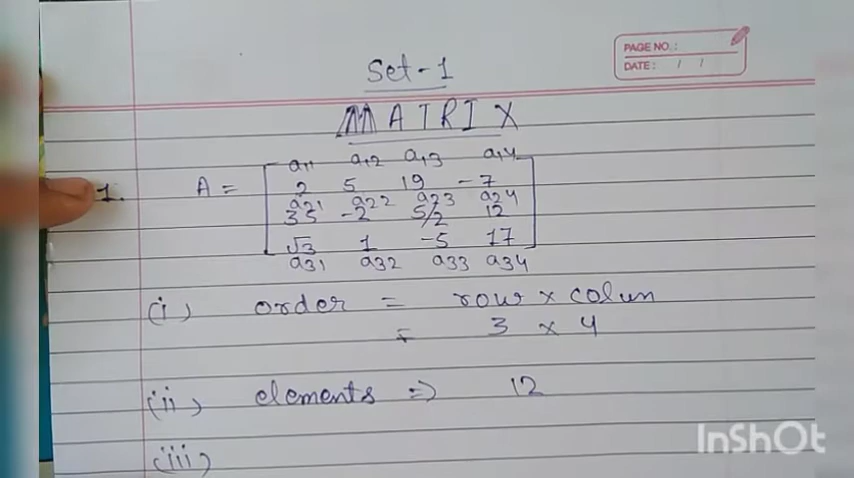 PAGE NO. :
DATE : / /
Set-1
MATRIX
a11 a12 a13 a14
1. A = 2 5 19 -7
a21 a22 a23 a24
35 -2 5/2 12
√3 1 -5 17
a31 a32 a33 a34
(i) order = rowr × colun
= 3 × 4
(ii) elements => 12
(iii)
InShOt